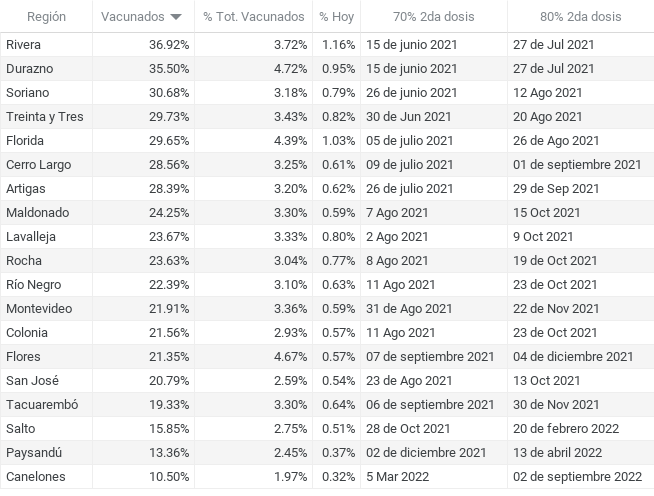 Región Vacunados % Tot. Vacunados % Hoy 70% 2da dosis 80% 2da dosis
Rivera 36.92% 3.72% 1.16% 15 de junio 2021 27 de Jul 2021
Durazno 35.50% 4.72% 0.95% 15 de junio 2021 27 de Jul 2021
Soriano 30.68% 3.18% 0.79% 26 de junio 2021 12 Ago 2021
Treinta y Tres 29.73% 3.43% 0.82% 30 de Jun 2021 20 Ago 2021
Florida 29.65% 4.39% 1.03% 05 de julio 2021 26 de Ago 2021
Cerro Largo 28.56% 3.25% 0.61% 09 de julio 2021 01 de septiembre 2021
Artigas 28.39% 3.20% 0.62% 26 de julio 2021 29 de Sep 2021
Maldonado 24.25% 3.30% 0.59% 7 Ago 2021 15 Oct 2021
Lavalleja 23.67% 3.33% 0.80% 2 Ago 2021 9 Oct 2021
Rocha 23.63% 3.04% 0.77% 8 Ago 2021 19 de Oct 2021
Río Negro 22.39% 3.10% 0.63% 11 Ago 2021 23 de Oct 2021
Montevideo 21.91% 3.36% 0.59% 31 de Ago 2021 22 de Nov 2021
Colonia 21.56% 2.93% 0.57% 11 Ago 2021 23 de Oct 2021
Flores 21.35% 4.67% 0.57% 07 de septiembre 2021 04 de diciembre 2021
San José 20.79% 2.59% 0.54% 23 de Ago 2021 13 Oct 2021
Tacuarembó 19.33% 3.30% 0.64% 06 de septiembre 2021 30 de Nov 2021
Salto 15.85% 2.75% 0.51% 28 de Oct 2021 20 de febrero 2022
Paysandú 13.36% 2.45% 0.37% 02 de diciembre 2021 13 de abril 2022
Canelones 10.50% 1.97% 0.32% 5 Mar 2022 02 de septiembre 2022